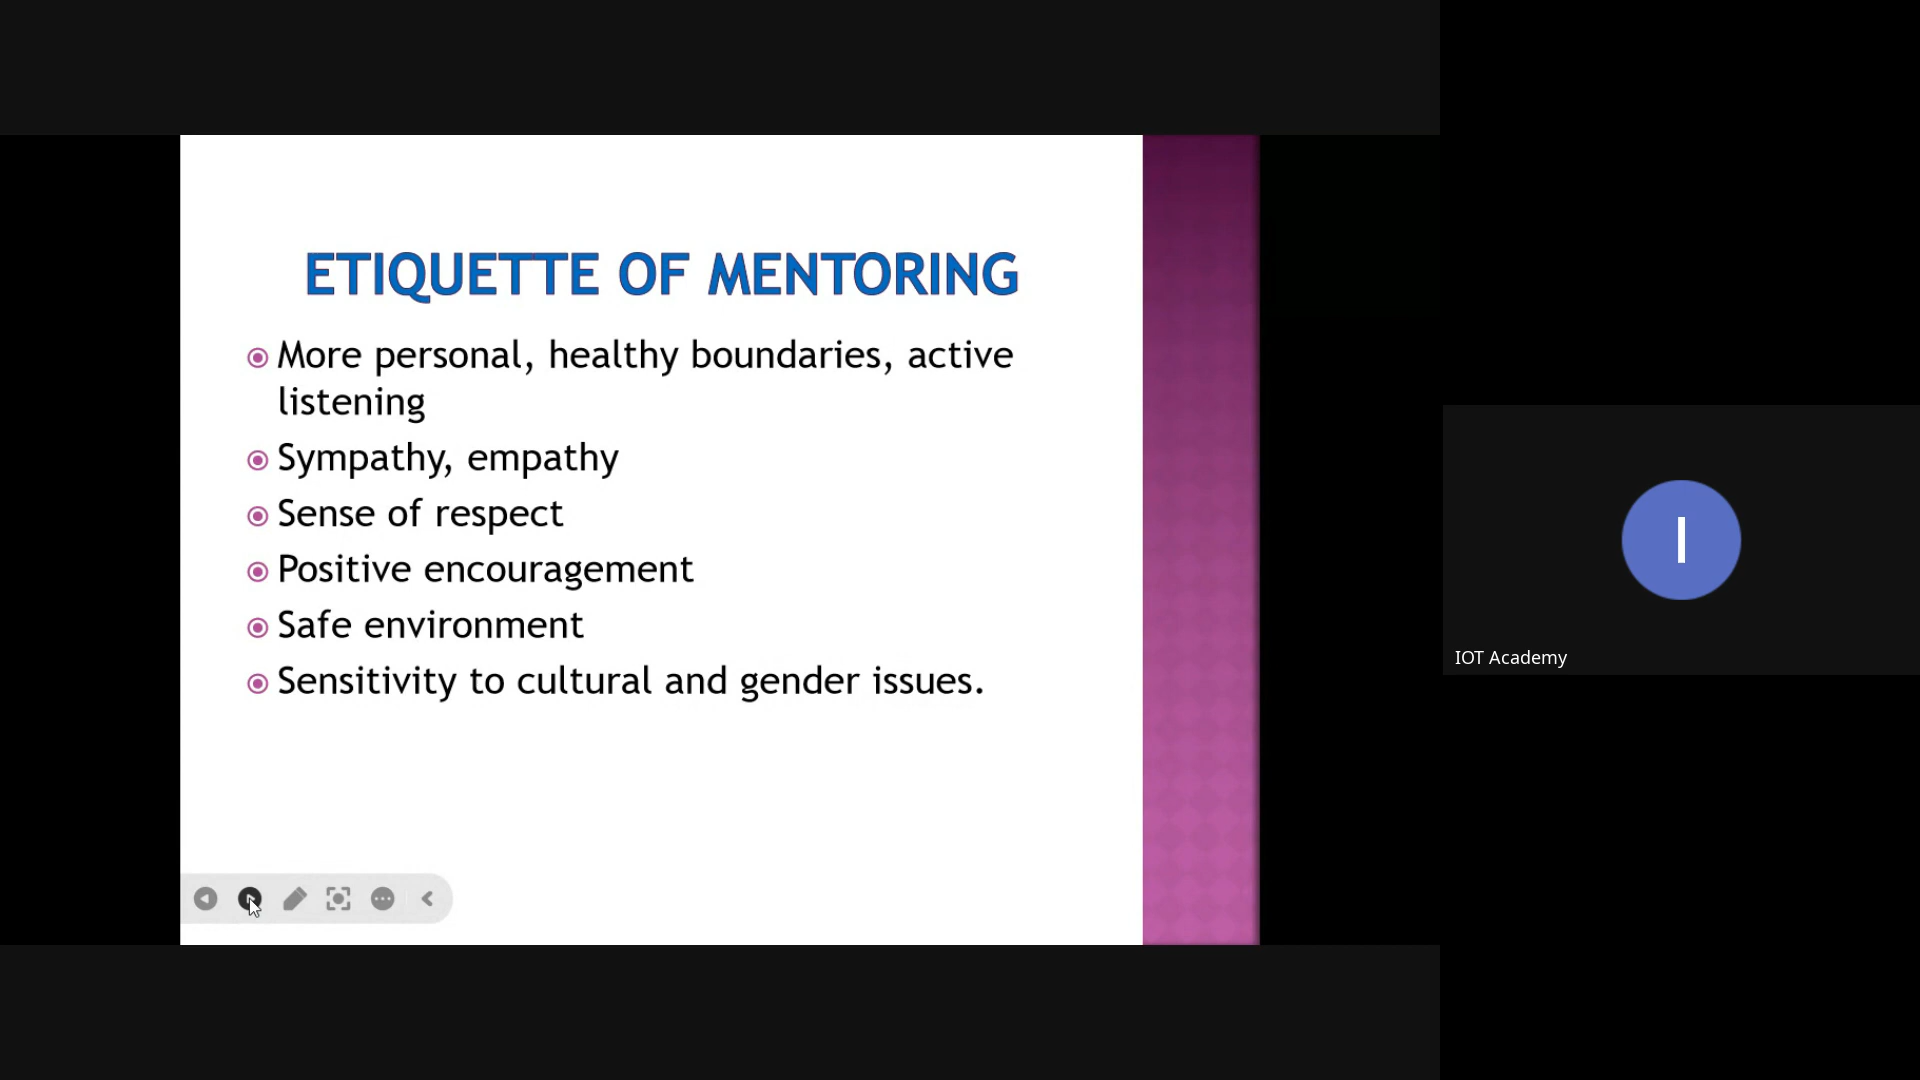 ETIQUETTE OF MENTORING
More personal, healthy boundaries, active
listening
Sympathy, empathy
Sense of respect
Positive encouragement
Safe environment
Sensitivity to cultural and gender issues.
I
IOT Academy